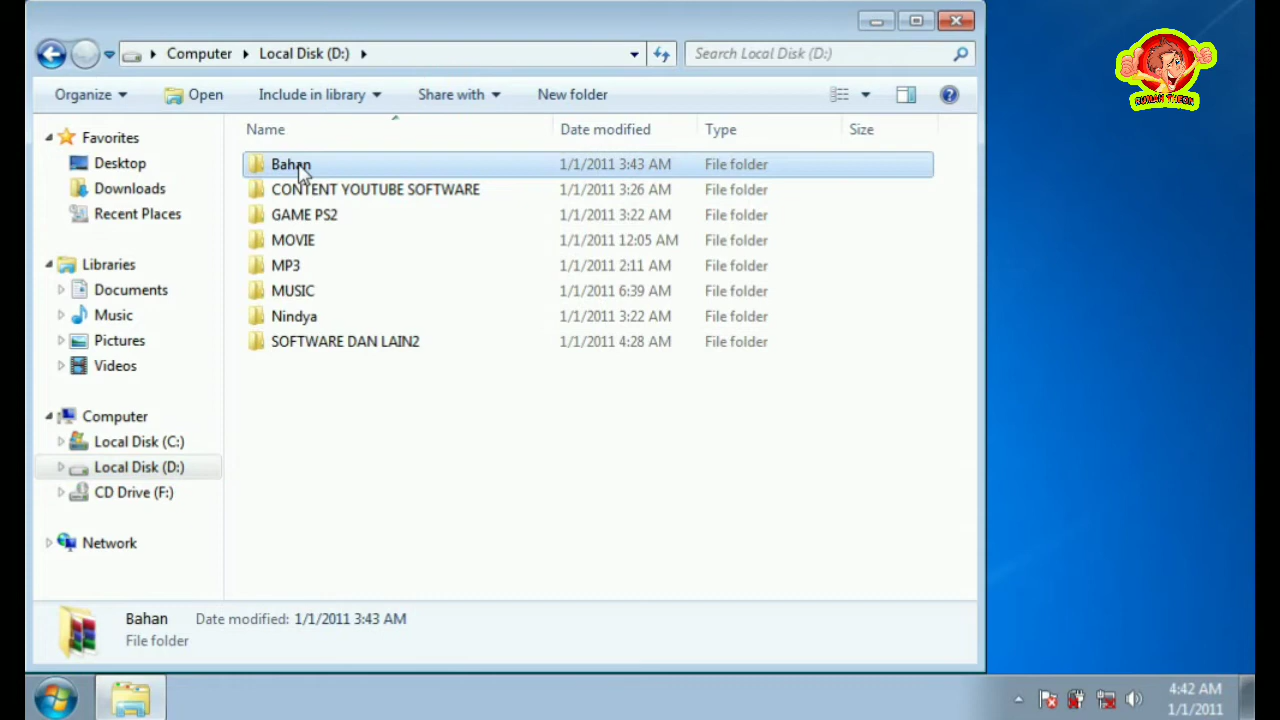 Computer Local Disk (D:)
Search Local Disk (D:)
Organize Open Include in library Share with New folder
Name Date modified Type Size
Favorites
Desktop
Downloads
Recent Places
Libraries
Documents
Music
Pictures
Videos
Computer
Local Disk (C:)
Local Disk (D:)
CD Drive (F:)
Network
Bahan 1/1/2011 3:43 AM File folder
CONTENT YOUTUBE SOFTWARE 1/1/2011 3:26 AM File folder
GAME PS2 1/1/2011 3:22 AM File folder
MOVIE 1/1/2011 12:05 AM File folder
MP3 1/1/2011 2:11 AM File folder
MUSIC 1/1/2011 6:39 AM File folder
Nindya 1/1/2011 3:22 AM File folder
SOFTWARE DAN LAIN2 1/1/2011 4:28 AM File folder
Bahan Date modified: 1/1/2011 3:43 AM
File folder
4:42 AM
1/1/2011